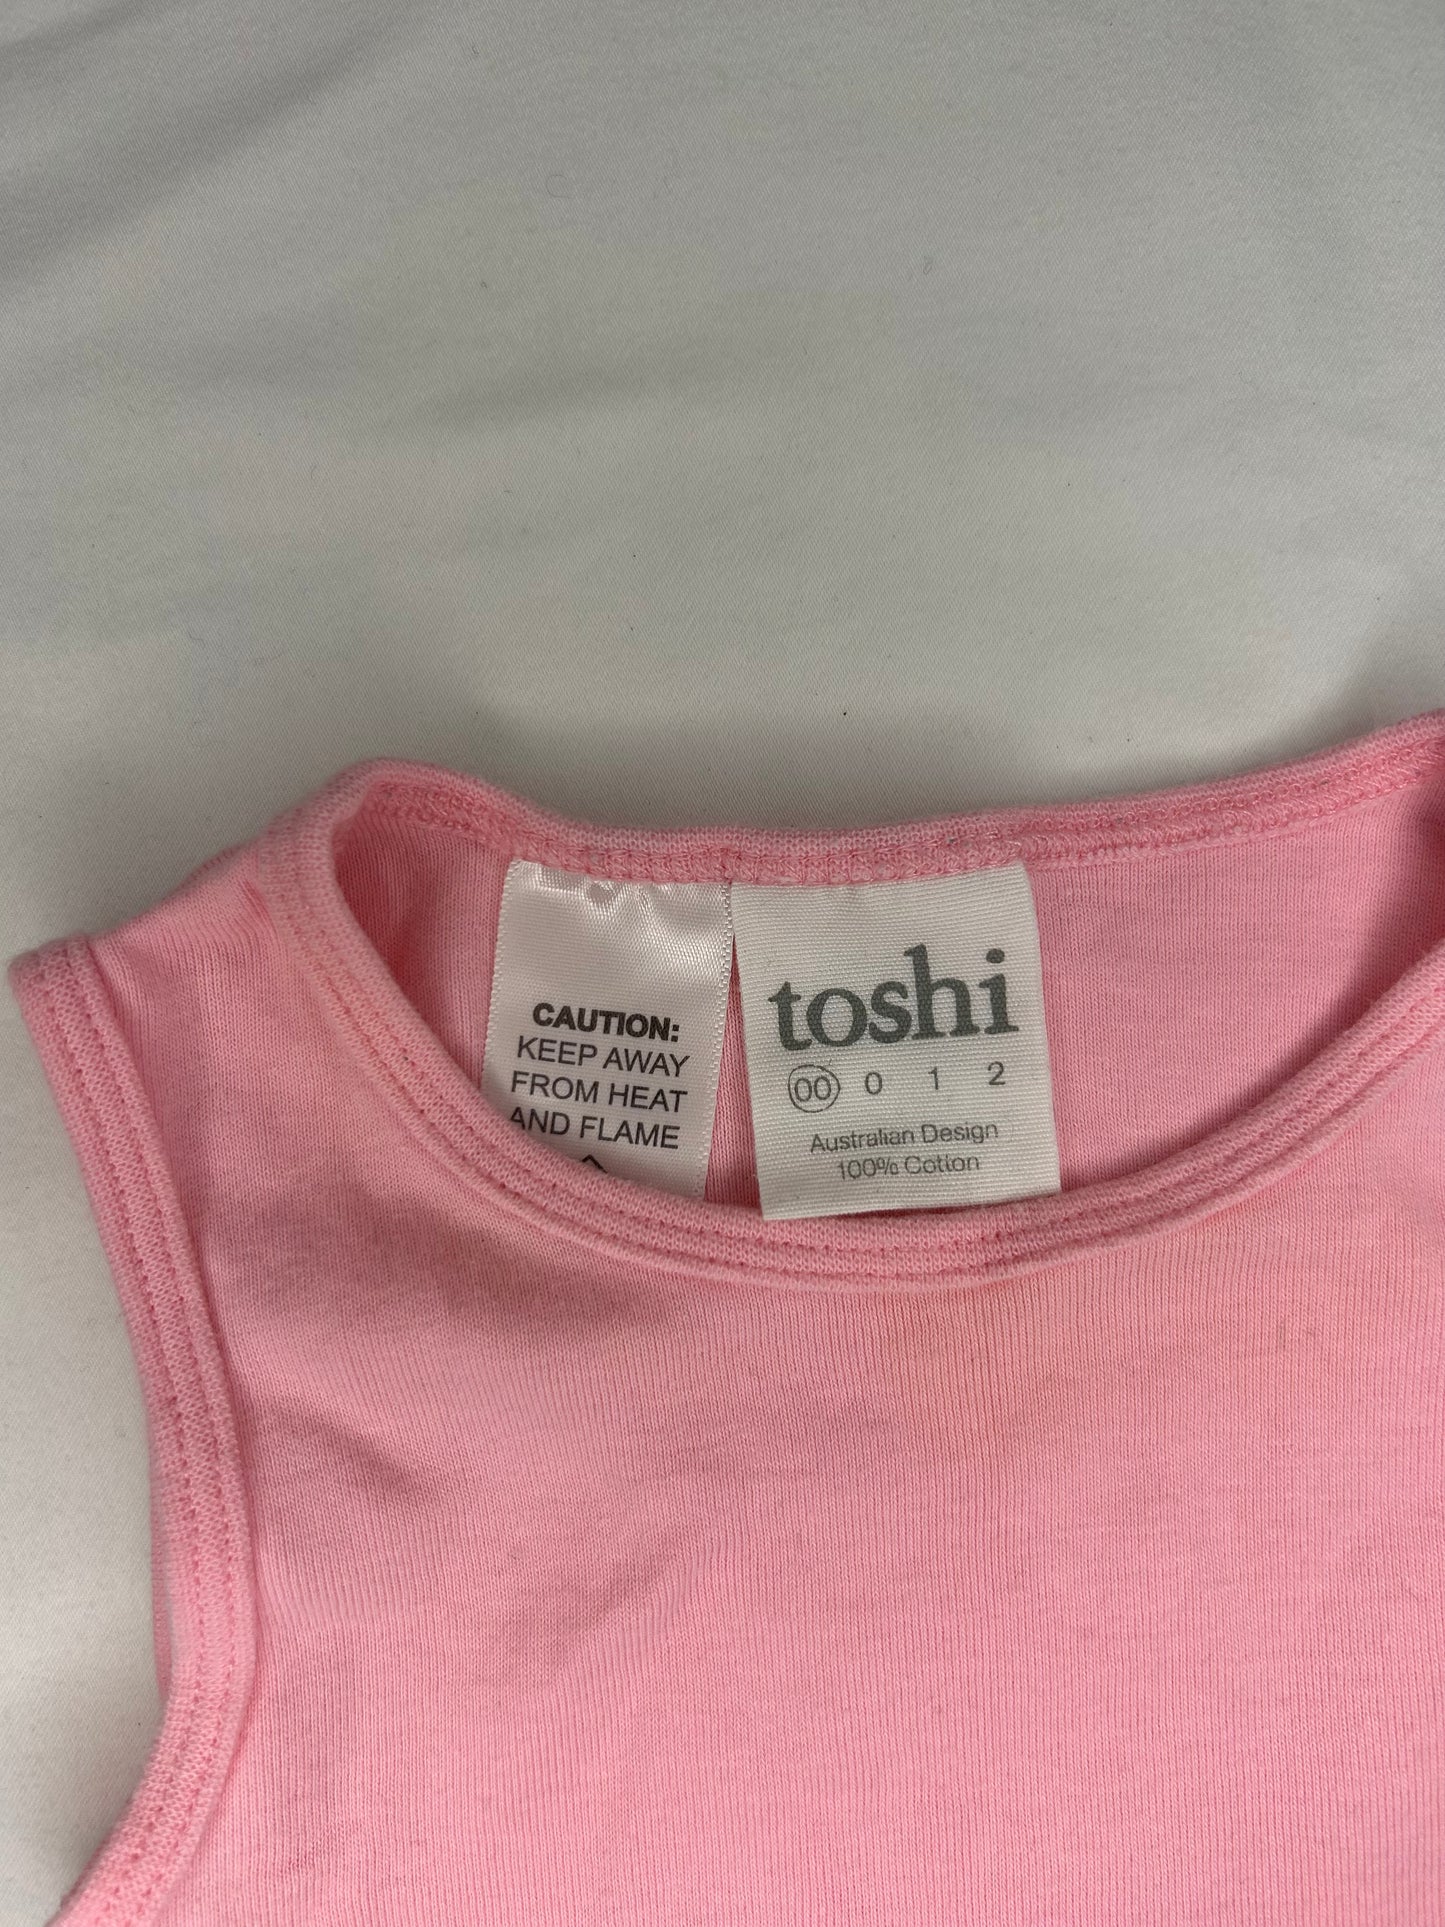 CAUTION:
KEEP AWAY
FROM HEAT
AND FLAME
toshi
00 0 1 2
Australian Design
100% Cotton